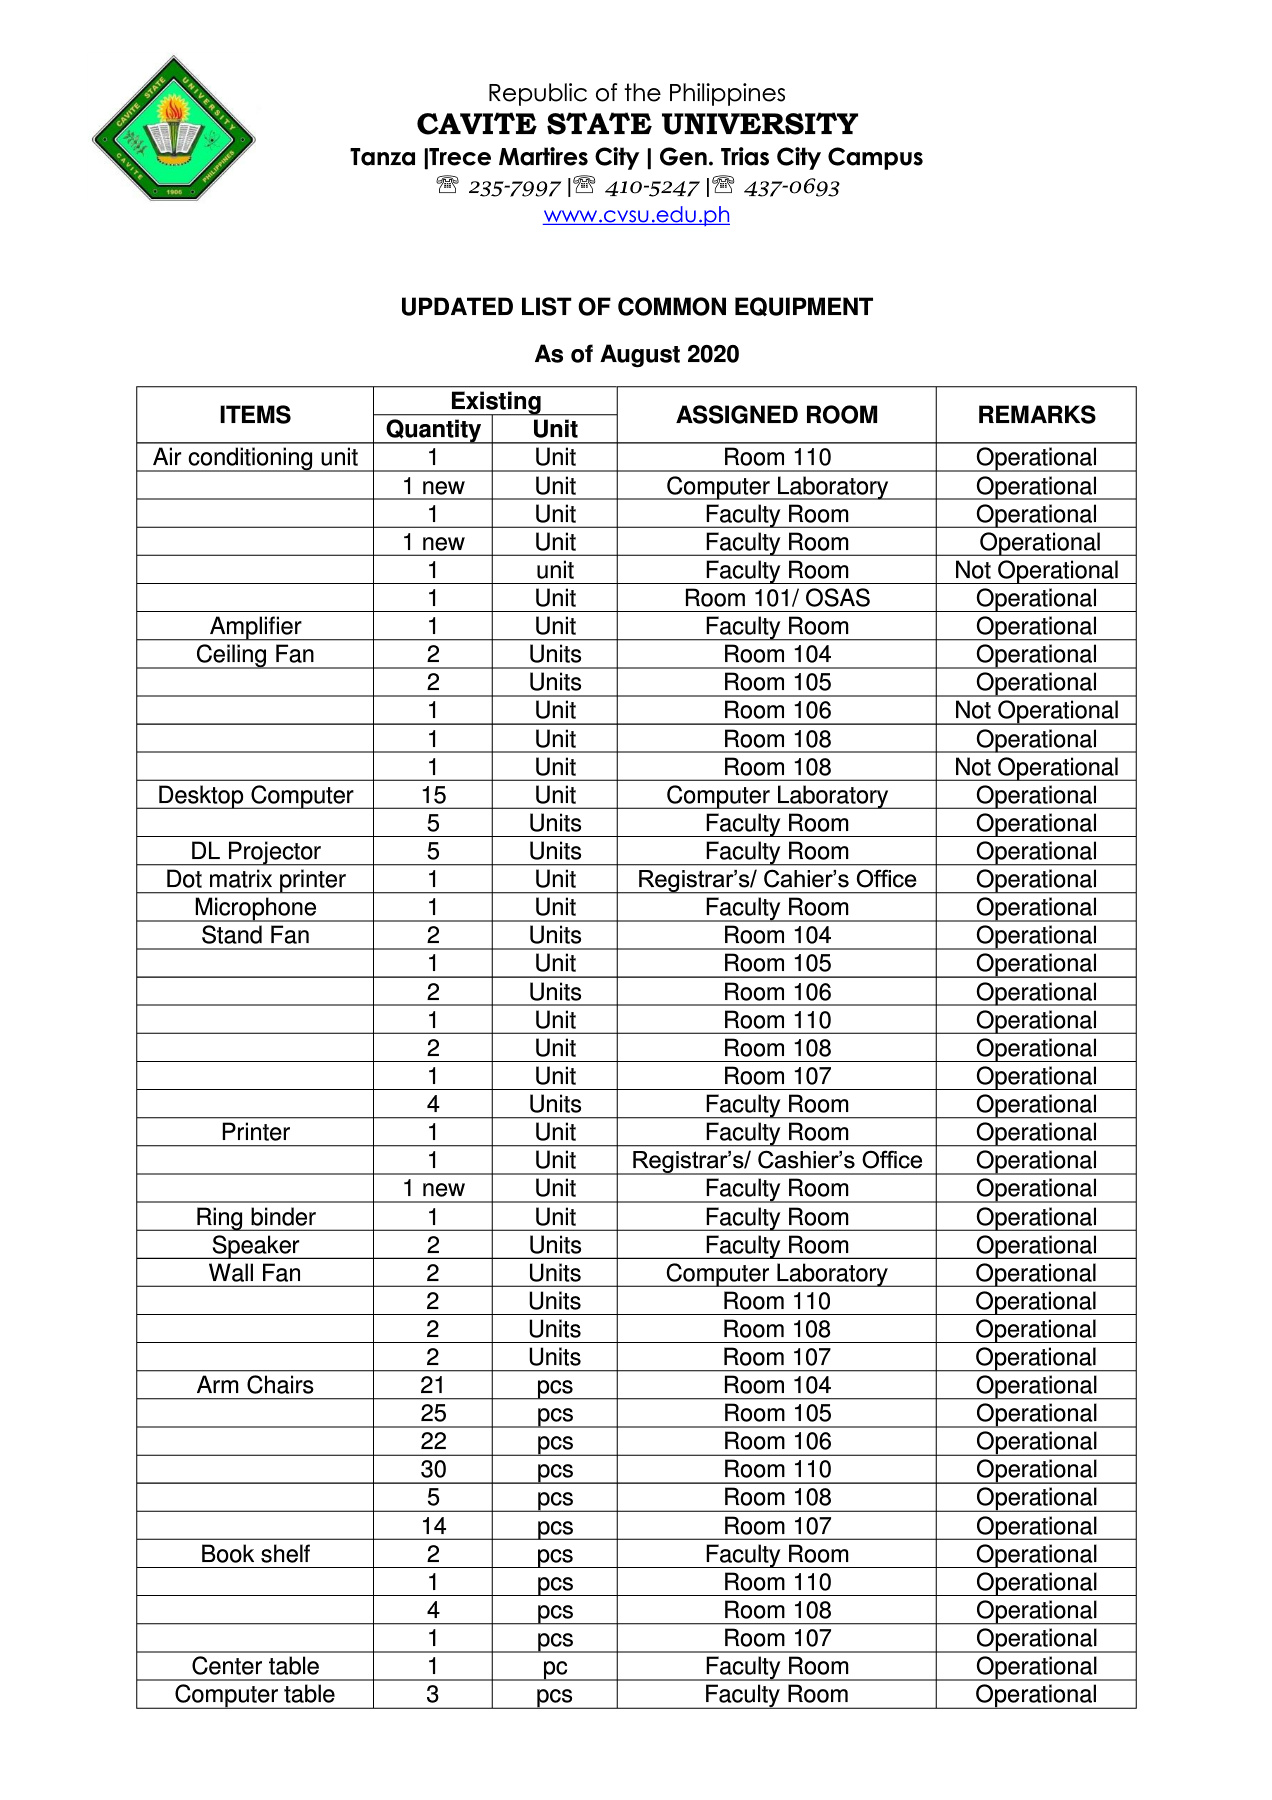 CAVITE STATE UNIVERSITY
CAVITE PHILIPPINES
1906
Republic of the Philippines
CAVITE STATE UNIVERSITY
Tanza |Trece Martires City | Gen. Trias City Campus
☏ 235-7997 |☏ 410-5247 |☏ 437-0693
www.cvsu.edu.ph
UPDATED LIST OF COMMON EQUIPMENT
As of August 2020
ITEMS Existing ASSIGNED ROOM REMARKS
Quantity Unit
Air conditioning unit 1 Unit Room 110 Operational
1 new Unit Computer Laboratory Operational
1 Unit Faculty Room Operational
1 new Unit Faculty Room Operational
1 unit Faculty Room Not Operational
1 Unit Room 101/ OSAS Operational
Amplifier 1 Unit Faculty Room Operational
Ceiling Fan 2 Units Room 104 Operational
2 Units Room 105 Operational
1 Unit Room 106 Not Operational
1 Unit Room 108 Operational
1 Unit Room 108 Not Operational
Desktop Computer 15 Unit Computer Laboratory Operational
5 Units Faculty Room Operational
DL Projector 5 Units Faculty Room Operational
Dot matrix printer 1 Unit Registrar’s/ Cahier’s Office Operational
Microphone 1 Unit Faculty Room Operational
Stand Fan 2 Units Room 104 Operational
1 Unit Room 105 Operational
2 Units Room 106 Operational
1 Unit Room 110 Operational
2 Unit Room 108 Operational
1 Unit Room 107 Operational
4 Units Faculty Room Operational
Printer 1 Unit Faculty Room Operational
1 Unit Registrar’s/ Cashier’s Office Operational
1 new Unit Faculty Room Operational
Ring binder 1 Unit Faculty Room Operational
Speaker 2 Units Faculty Room Operational
Wall Fan 2 Units Computer Laboratory Operational
2 Units Room 110 Operational
2 Units Room 108 Operational
2 Units Room 107 Operational
Arm Chairs 21 pcs Room 104 Operational
25 pcs Room 105 Operational
22 pcs Room 106 Operational
30 pcs Room 110 Operational
5 pcs Room 108 Operational
14 pcs Room 107 Operational
Book shelf 2 pcs Faculty Room Operational
1 pcs Room 110 Operational
4 pcs Room 108 Operational
1 pcs Room 107 Operational
Center table 1 pc Faculty Room Operational
Computer table 3 pcs Faculty Room Operational